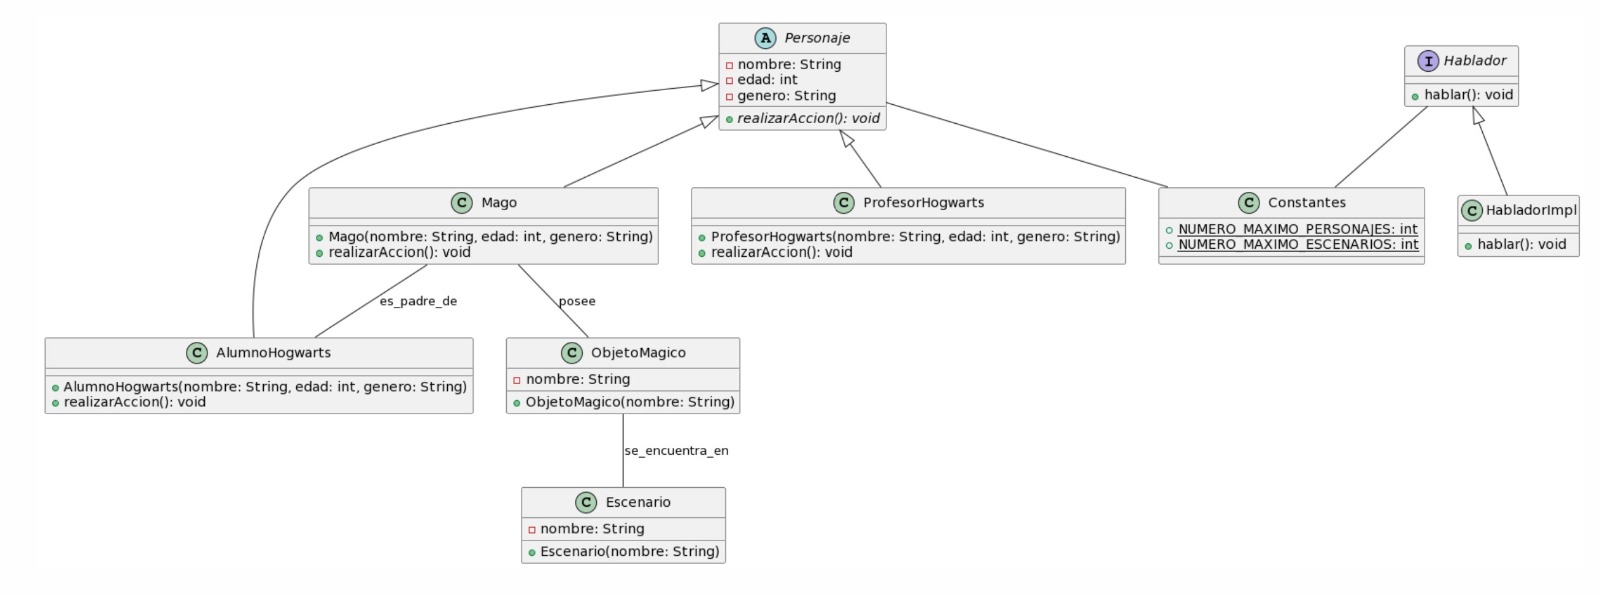 A Personaje
nombre: String
edad: int
genero: String
realizarAccion(): void
I Hablador
hablar(): void
C Mago
Mago(nombre: String, edad: int, genero: String)
realizarAccion(): void
C ProfesorHogwarts
ProfesorHogwarts(nombre: String, edad: int, genero: String)
realizarAccion(): void
C Constantes
NUMERO_MAXIMO_PERSONAJES: int
NUMERO_MAXIMO_ESCENARIOS: int
C HabladorImpl
hablar(): void
es_padre_de
posee
C AlumnoHogwarts
AlumnoHogwarts(nombre: String, edad: int, genero: String)
realizarAccion(): void
C ObjetoMagico
nombre: String
ObjetoMagico(nombre: String)
se_encuentra_en
C Escenario
nombre: String
Escenario(nombre: String)